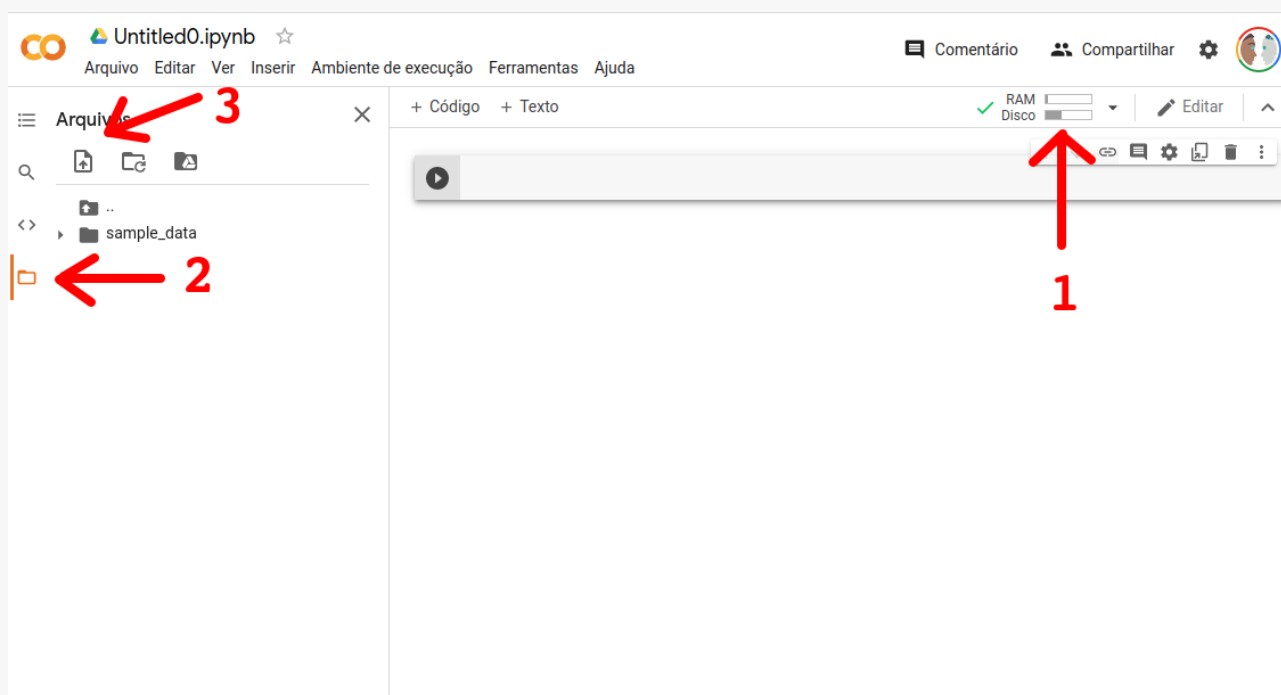 Untitled0.ipynb
Arquivo Editar Ver Inserir Ambiente de execução Ferramentas Ajuda
Comentário Compartilhar
Arquivos
3
+ Código + Texto
RAM
Disco
Editar
..
sample_data
2
1